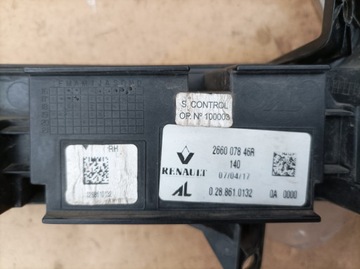 S. CONTROL
OP. Nº 100003
RH
2660 078 46R
140
07/04/17
RENAULT
AL
0 28.861.0132 0A 0000